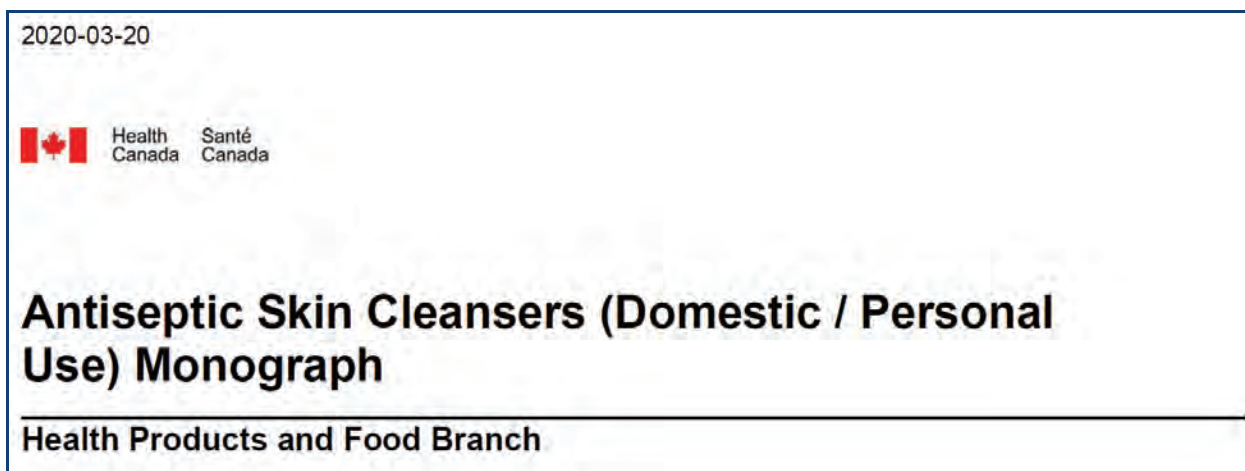 2020-03-20
Health Santé
Canada Canada
Antiseptic Skin Cleansers (Domestic / Personal
Use) Monograph
Health Products and Food Branch